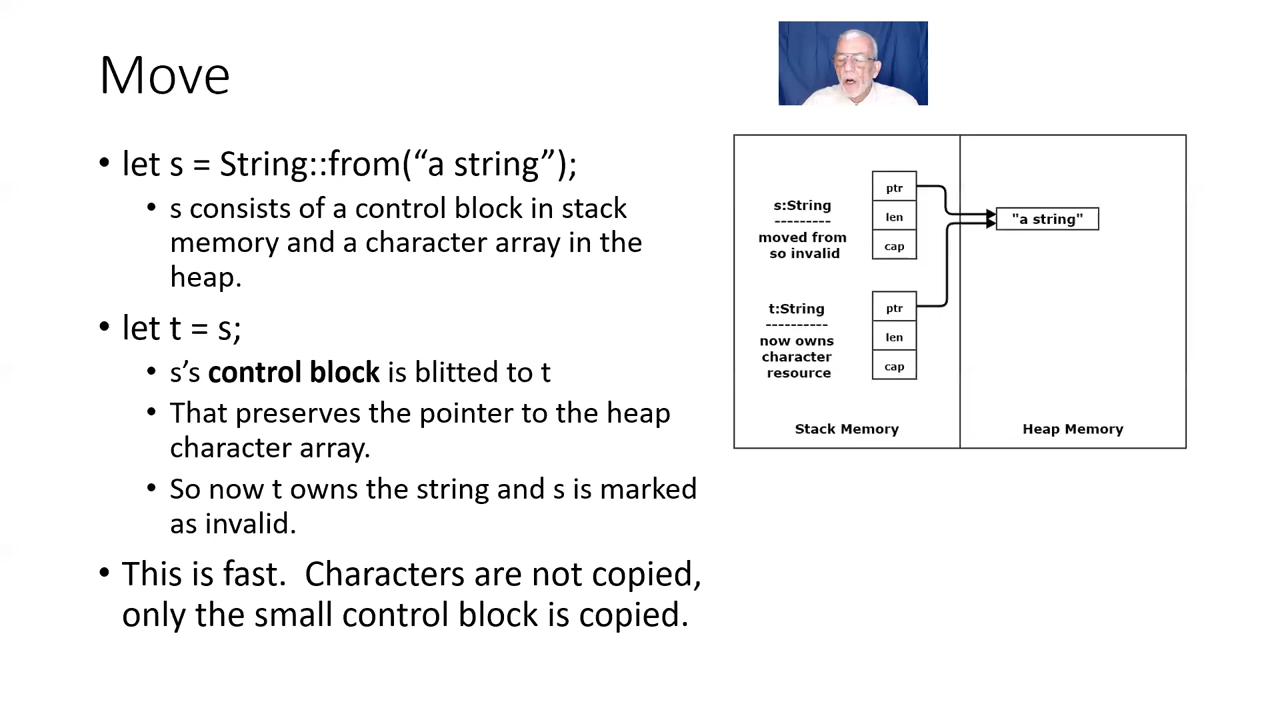 Move
• let s = String::from(“a string”);
• s consists of a control block in stack
memory and a character array in the
heap.
• let t = s;
• s’s control block is blitted to t
• That preserves the pointer to the heap
character array.
• So now t owns the string and s is marked
as invalid.
• This is fast.  Characters are not copied,
only the small control block is copied.
s:String
---------
moved from
so invalid
ptr
len
cap
"a string"
t:String
----------
now owns
character
resource
ptr
len
cap
Stack Memory
Heap Memory